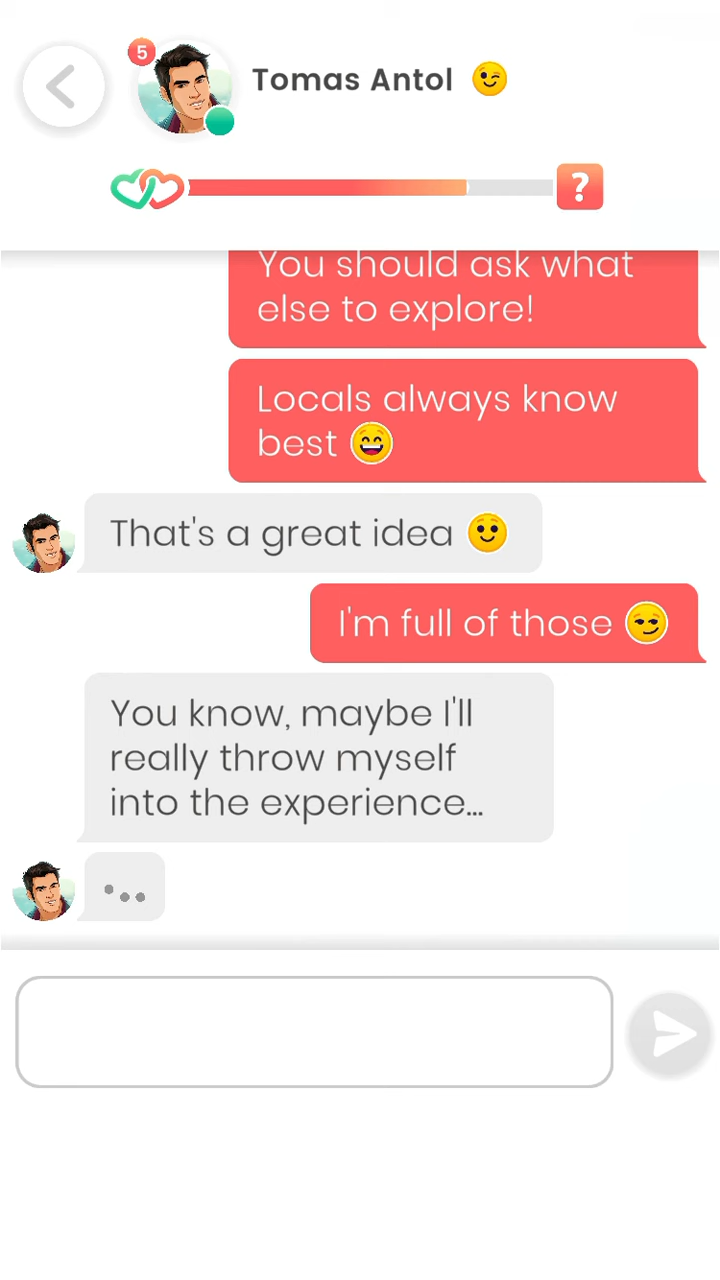 5
Tomas Antol 😉
?
You should ask what
else to explore!
Locals always know
best 😄
That's a great idea 🙂
I'm full of those 😏
You know, maybe I'll
really throw myself
into the experience...